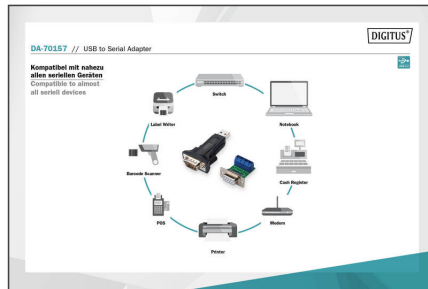 DIGITUS®
DA-70157 // USB to Serial Adapter
Kompatibel mit nahezu
allen seriellen Geräten
Compatible to almost
all seriell devices
Switch
Label Writer
Notebook
Barcode Scanner
Cash Register
POS
Modem
Printer